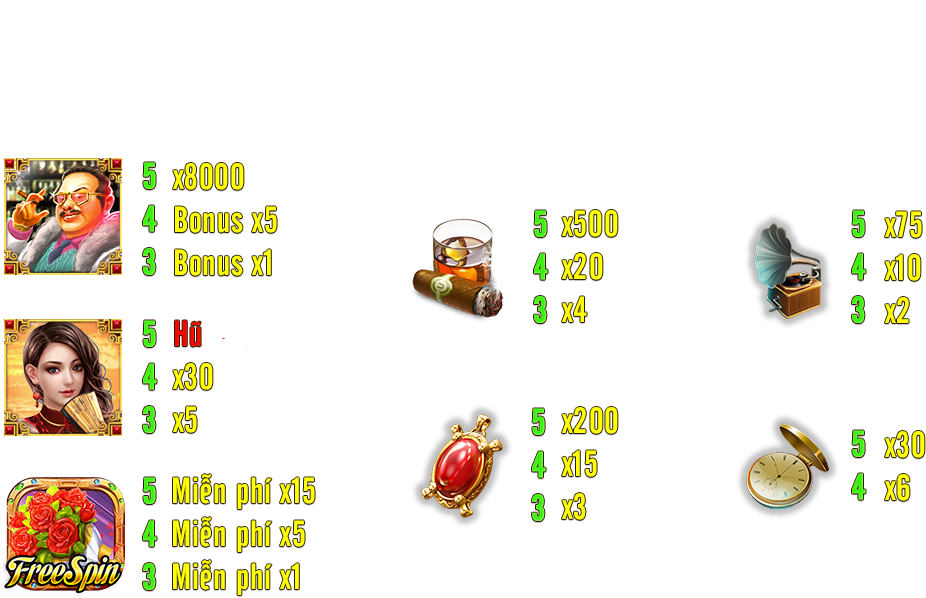 5 x8000
4 Bonus x5
3 Bonus x1
5 Hũ
4 x30
3 x5
FreeSpin
5 Miễn phí x15
4 Miễn phí x5
3 Miễn phí x1
5 x500
4 x20
3 x4
5 x200
4 x15
3 x3
5 x75
4 x10
3 x2
5 x30
4 x6